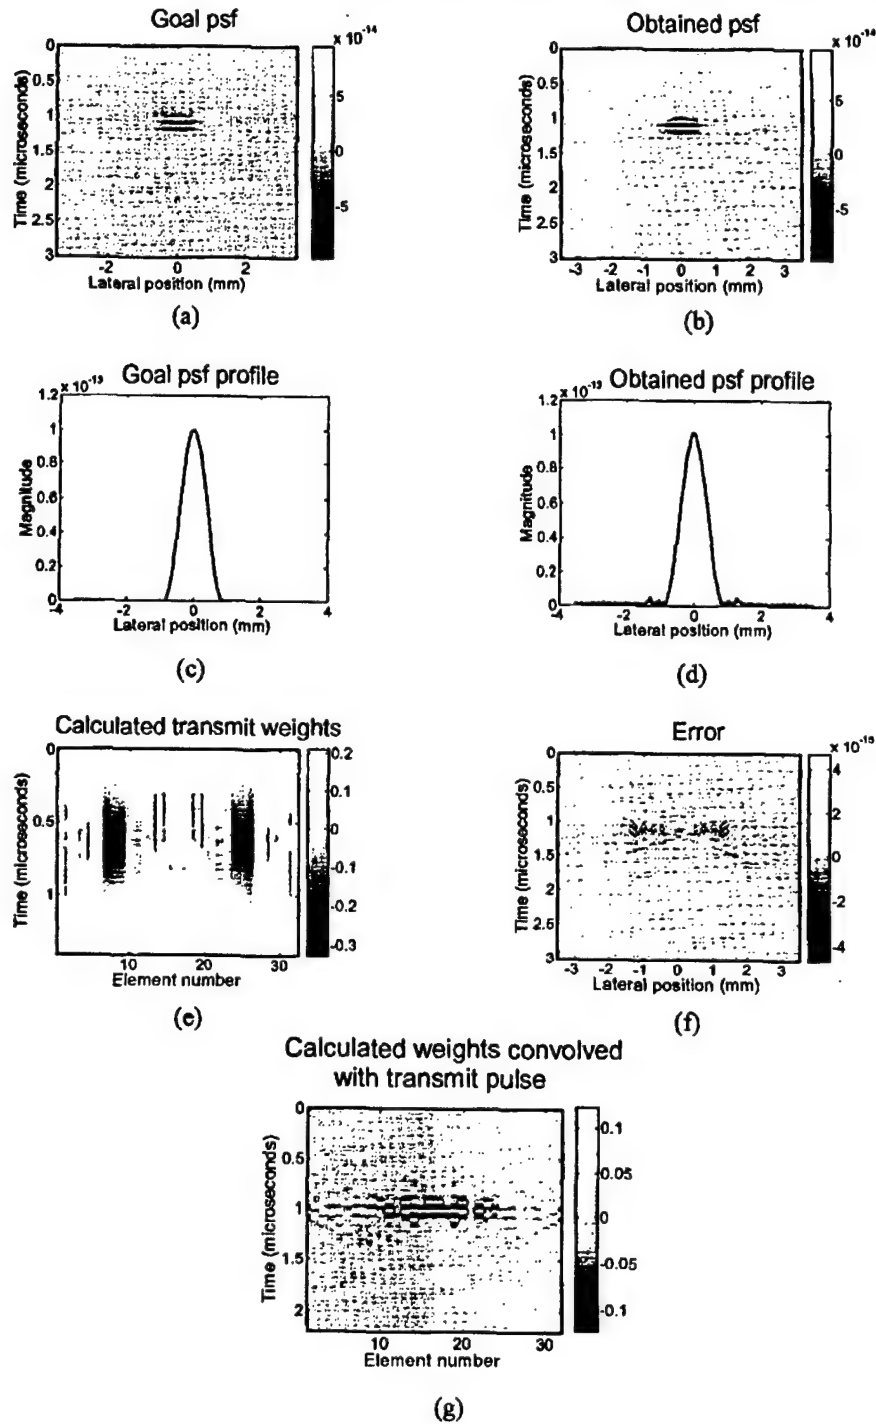 Goal psf
x 10⁻¹⁴
0
0.5
1
1.5
2
2.5
3
Time (microseconds)
-2 0 2
Lateral position (mm)
5
0
-5
(a)
Obtained psf
x 10⁻¹⁴
0
0.5
1
1.5
2
2.5
3
Time (microseconds)
-3 -2 -1 0 1 2 3
Lateral position (mm)
5
0
-5
(b)
Goal psf profile
x 10⁻¹³
1.2
1
0.8
0.6
0.4
0.2
0
Magnitude
-4 -2 0 2 4
Lateral position (mm)
(c)
Obtained psf profile
x 10⁻¹³
1.2
1
0.8
0.6
0.4
0.2
0
Magnitude
-4 -2 0 2 4
Lateral position (mm)
(d)
Calculated transmit weights
0
0.5
1
Time (microseconds)
10 20 30
Element number
0.2
0.1
0
-0.1
-0.2
-0.3
(e)
Error
x 10⁻¹⁵
0
0.5
1
1.5
2
2.5
3
Time (microseconds)
-3 -2 -1 0 1 2 3
Lateral position (mm)
4
2
0
-2
-4
(f)
Calculated weights convolved
with transmit pulse
0
0.5
1
1.5
2
Time (microseconds)
10 20 30
Element number
0.1
0.05
0
-0.05
-0.1
(g)